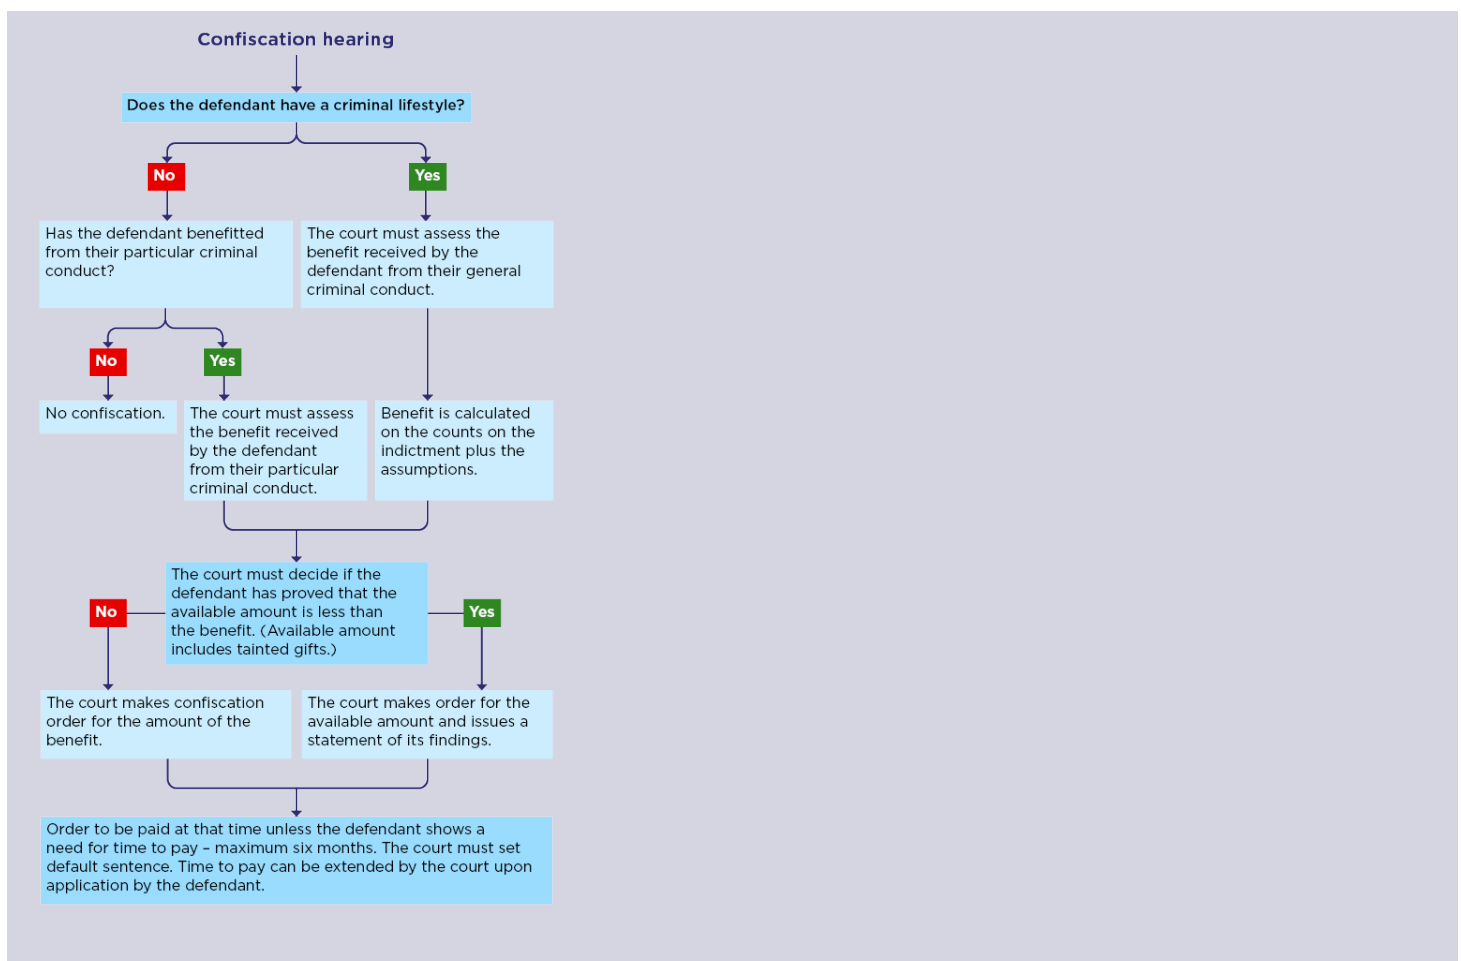 Confiscation hearing
Does the defendant have a criminal lifestyle?
No
Yes
Has the defendant benefitted
from their particular criminal
conduct?
The court must assess the
benefit received by the
defendant from their general
criminal conduct.
No
Yes
No confiscation.
The court must assess
the benefit received
by the defendant
from their particular
criminal conduct.
Benefit is calculated
on the counts on the
indictment plus the
assumptions.
The court must decide if the
defendant has proved that the
available amount is less than
the benefit. (Available amount
includes tainted gifts.)
No
Yes
The court makes confiscation
order for the amount of the
benefit.
The court makes order for the
available amount and issues a
statement of its findings.
Order to be paid at that time unless the defendant shows a
need for time to pay – maximum six months. The court must set
default sentence. Time to pay can be extended by the court upon
application by the defendant.